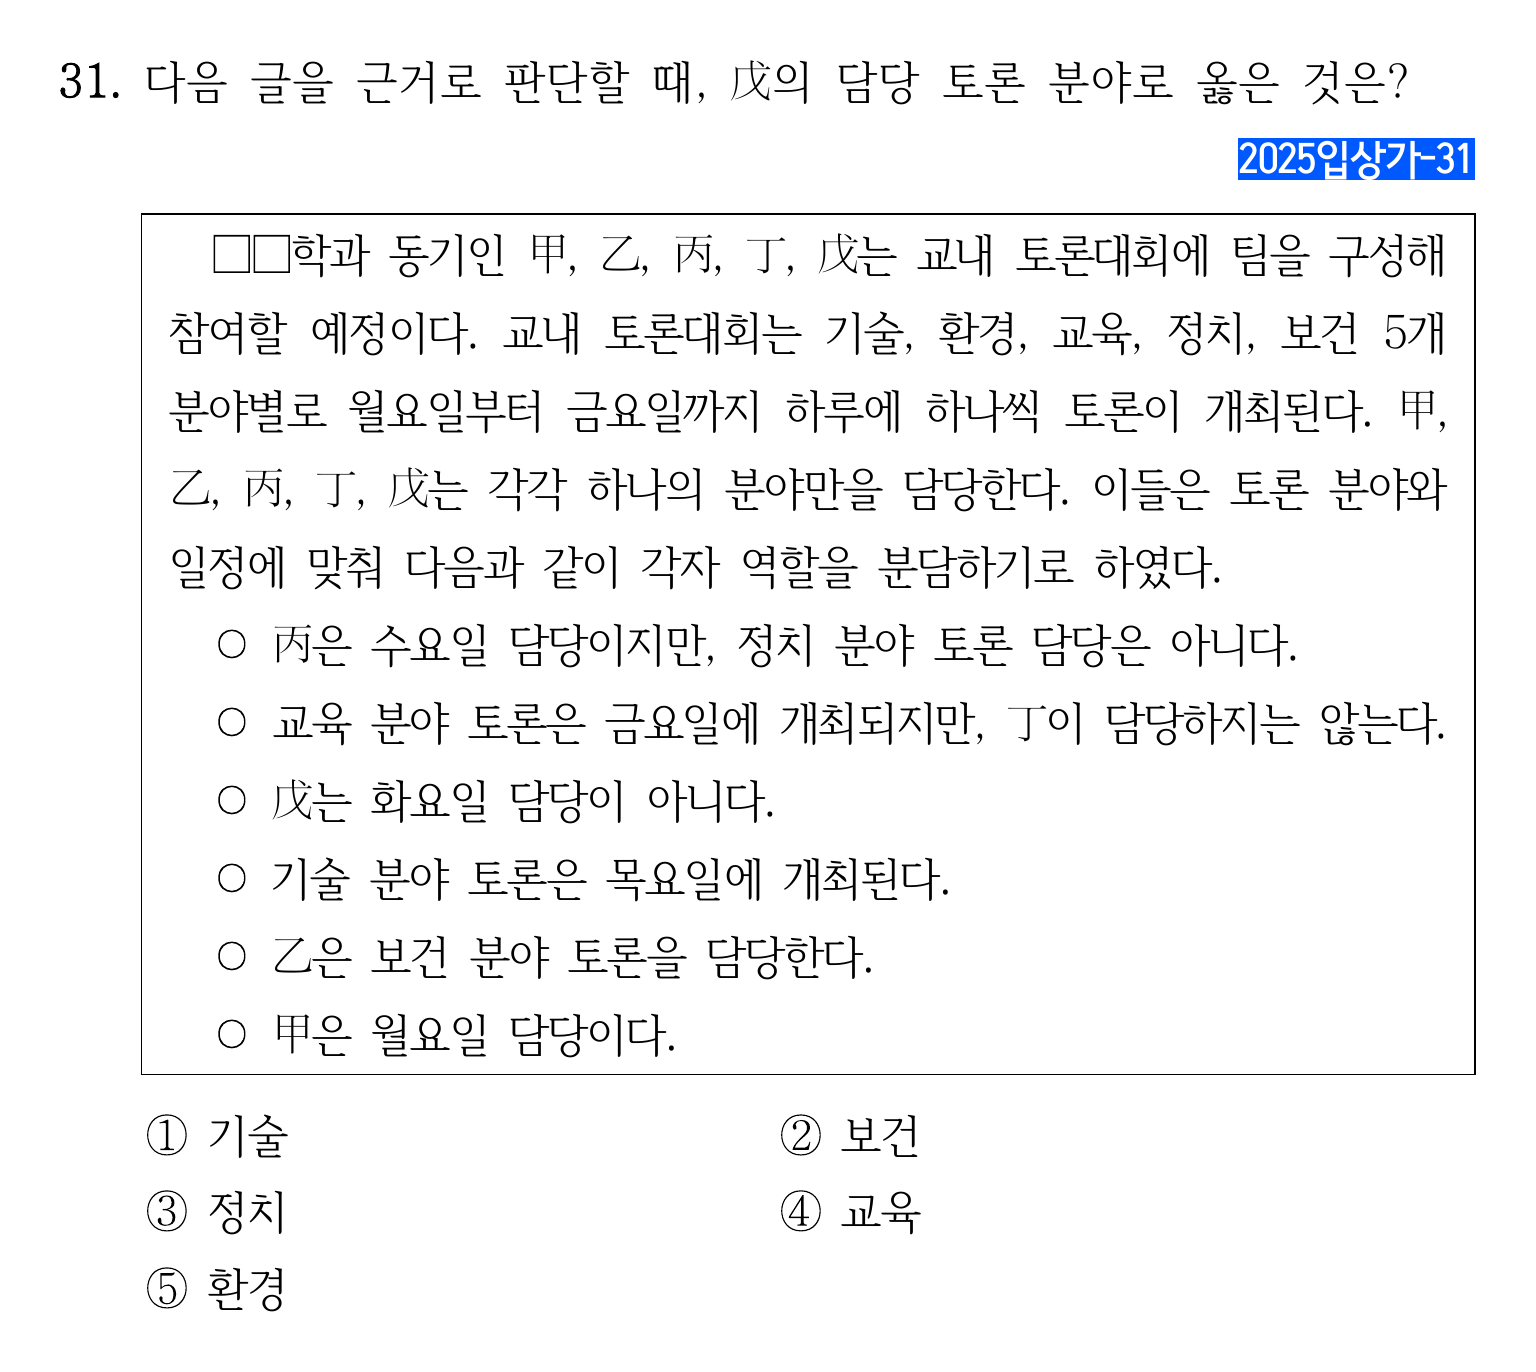 31. 다음 글을 근거로 판단할 때, 戊의 담당 토론 분야로 옳은 것은?
2025입상가-31
□□학과 동기인 甲, 乙, 丙, 丁, 戊는 교내 토론대회에 팀을 구성해
참여할 예정이다. 교내 토론대회는 기술, 환경, 교육, 정치, 보건 5개
분야별로 월요일부터 금요일까지 하루에 하나씩 토론이 개최된다. 甲,
乙, 丙, 丁, 戊는 각각 하나의 분야만을 담당한다. 이들은 토론 분야와
일정에 맞춰 다음과 같이 각자 역할을 분담하기로 하였다.
○ 丙은 수요일 담당이지만, 정치 분야 토론 담당은 아니다.
○ 교육 분야 토론은 금요일에 개최되지만, 丁이 담당하지는 않는다.
○ 戊는 화요일 담당이 아니다.
○ 기술 분야 토론은 목요일에 개최된다.
○ 乙은 보건 분야 토론을 담당한다.
○ 甲은 월요일 담당이다.
① 기술
② 보건
③ 정치
④ 교육
⑤ 환경